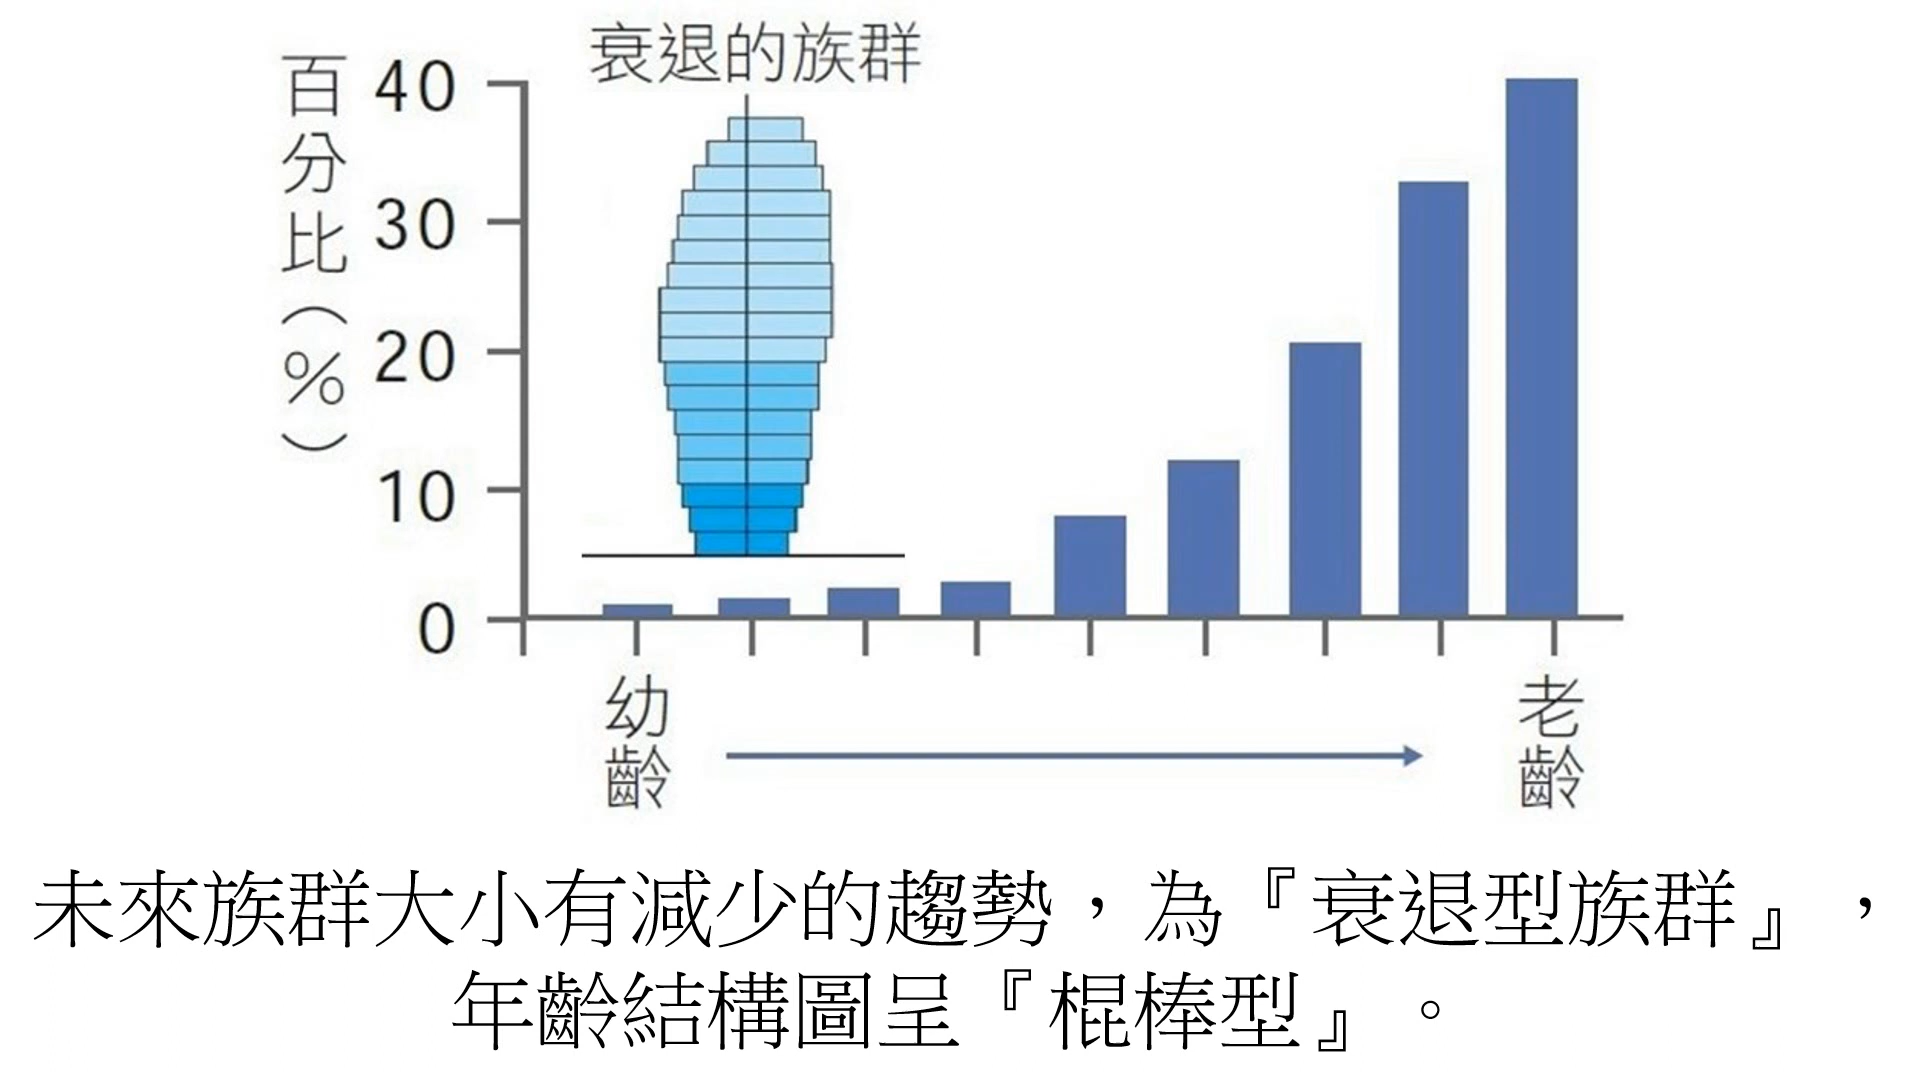 衰退的族群
百分比（%）
40
30
20
10
0
幼齡
老齡
未來族群大小有減少的趨勢，為『衰退型族群』，
年齡結構圖呈『棍棒型』。